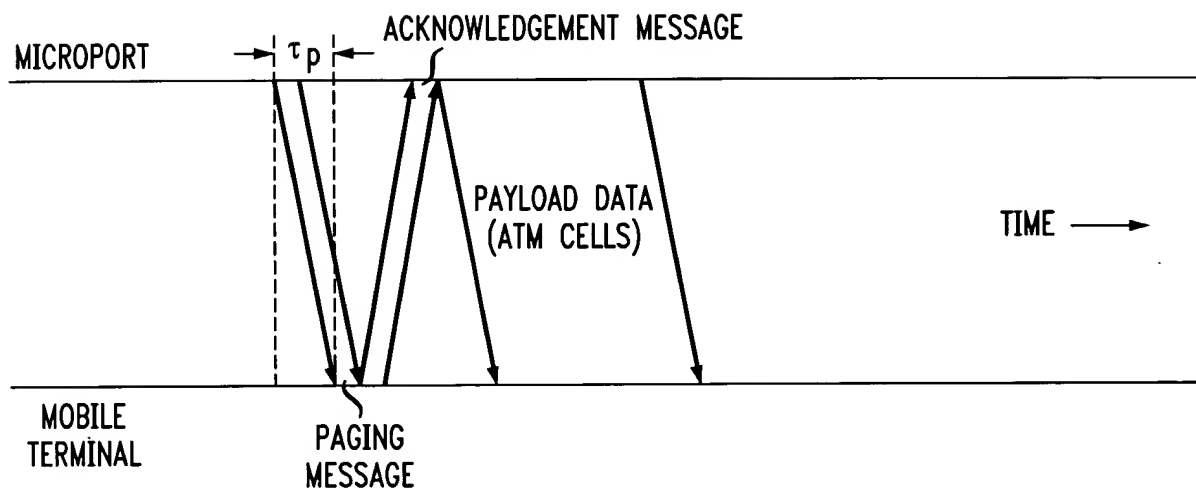 ACKNOWLEDGEMENT MESSAGE
MICROPORT
τp
PAYLOAD DATA
(ATM CELLS)
TIME
MOBILE
TERMINAL
PAGING
MESSAGE